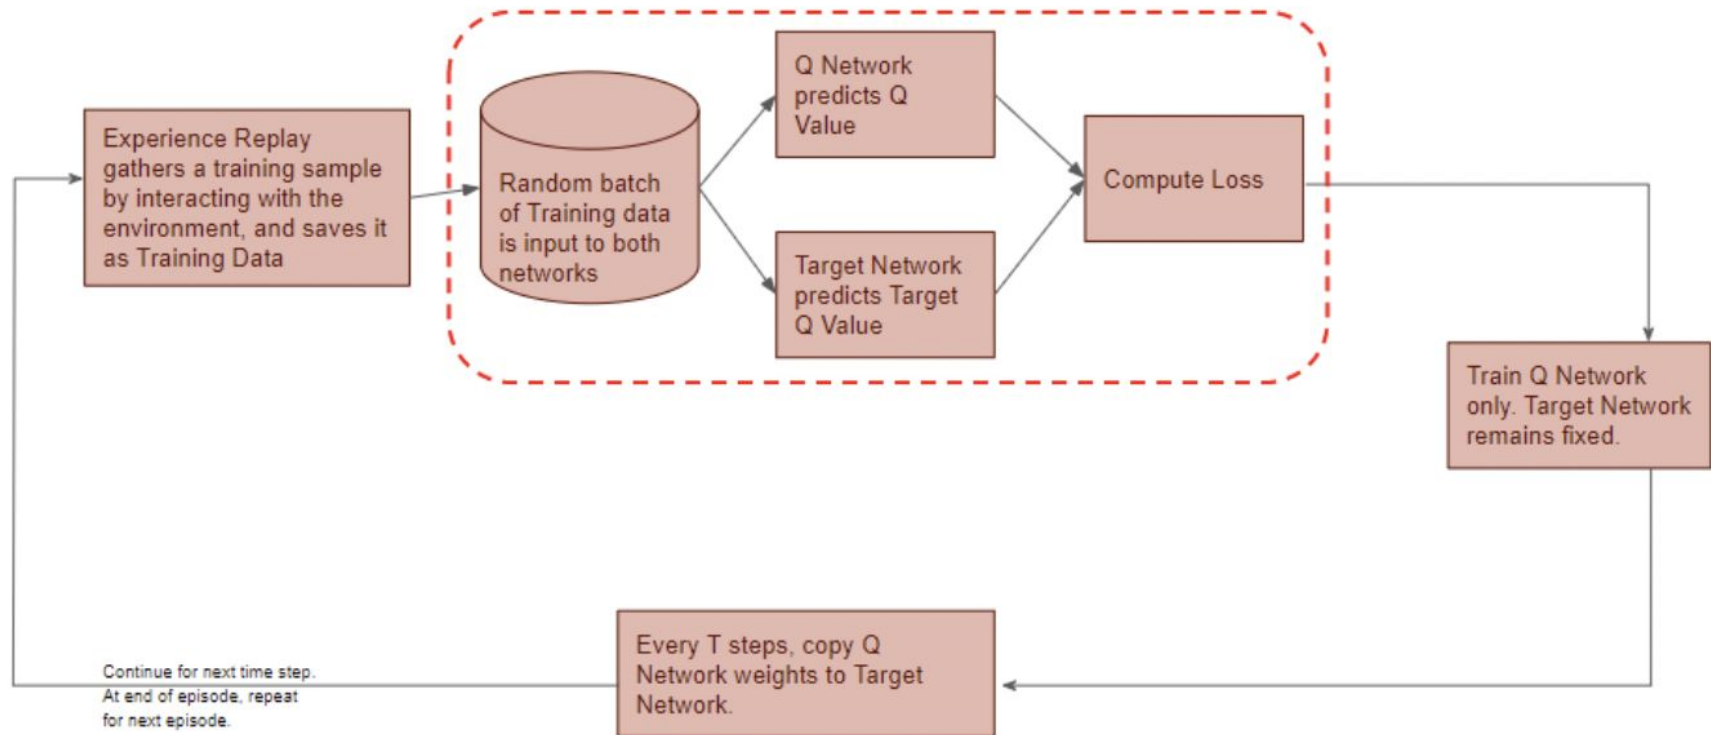 Experience Replay
gathers a training sample
by interacting with the
environment, and saves it
as Training Data
Random batch
of Training data
is input to both
networks
Q Network
predicts Q
Value
Target Network
predicts Target
Q Value
Compute Loss
Train Q Network
only. Target Network
remains fixed.
Every T steps, copy Q
Network weights to Target
Network.
Continue for next time step.
At end of episode, repeat
for next episode.